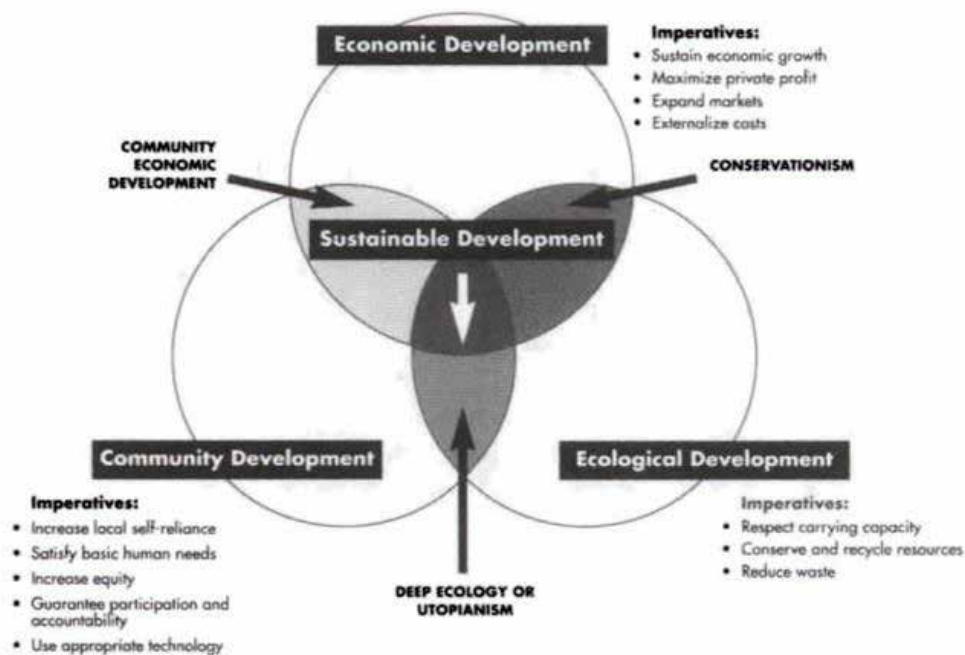 Economic Development
Imperatives:
• Sustain economic growth
• Maximize private profit
• Expand markets
• Externalize costs
COMMUNITY
ECONOMIC
DEVELOPMENT
CONSERVATIONISM
Sustainable Development
Community Development
Ecological Development
Imperatives:
• Increase local self-reliance
• Satisfy basic human needs
• Increase equity
• Guarantee participation and
accountability
• Use appropriate technology
Imperatives:
• Respect carrying capacity
• Conserve and recycle resources
• Reduce waste
DEEP ECOLOGY OR
UTOPIANISM